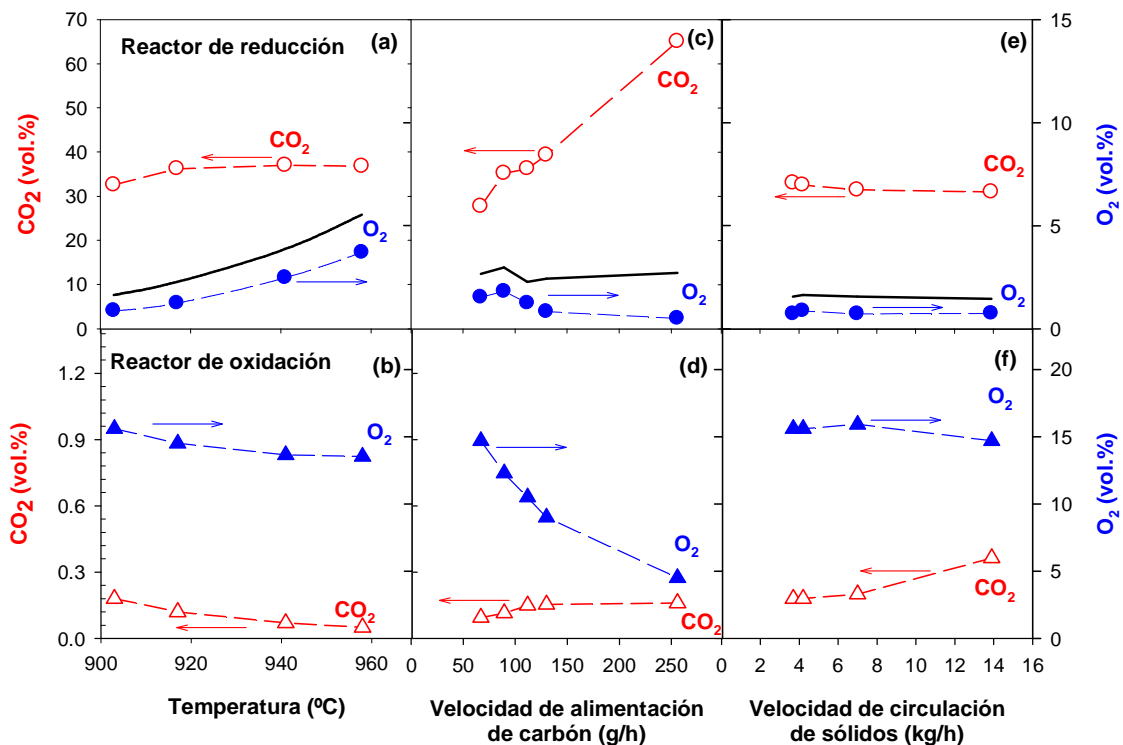 70
60
50
40
30
20
10
0
CO2 (vol.%)
Reactor de reducción
(a)
CO2
O2
(c)
CO2
O2
(e)
CO2
O2
15
10
5
0
O2 (vol.%)
1.2
0.9
0.6
0.3
0.0
CO2 (vol.%)
Reactor de oxidación
(b)
O2
CO2
(d)
O2
CO2
(f)
O2
CO2
20
15
10
5
0
O2 (vol.%)
900 920 940 960
0 50 100 150 200 250
0 2 4 6 8 10 12 14 16
Temperatura (ºC)
Velocidad de alimentación
de carbón (g/h)
Velocidad de circulación
de sólidos (kg/h)